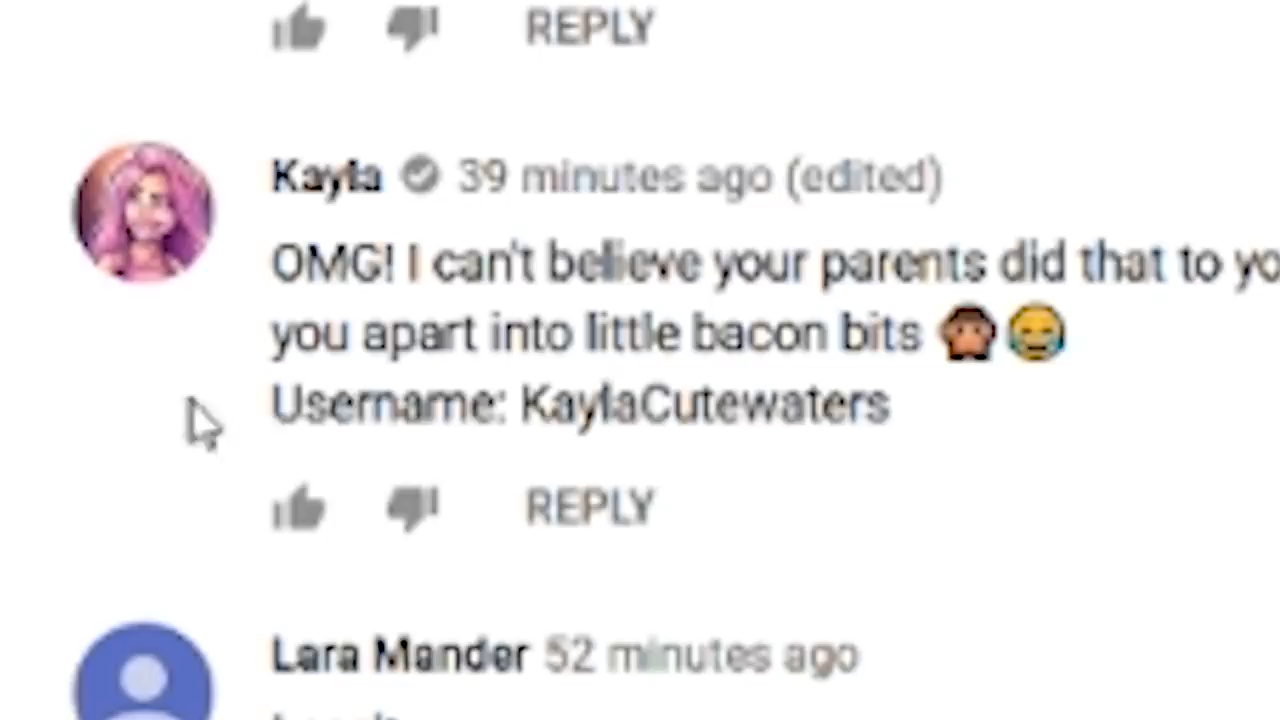 REPLY
Kayla 39 minutes ago (edited)
OMG! I can't believe your parents did that to yo
you apart into little bacon bits 🙈😂
Username: KaylaCutewaters
REPLY
Lara Mander 52 minutes ago